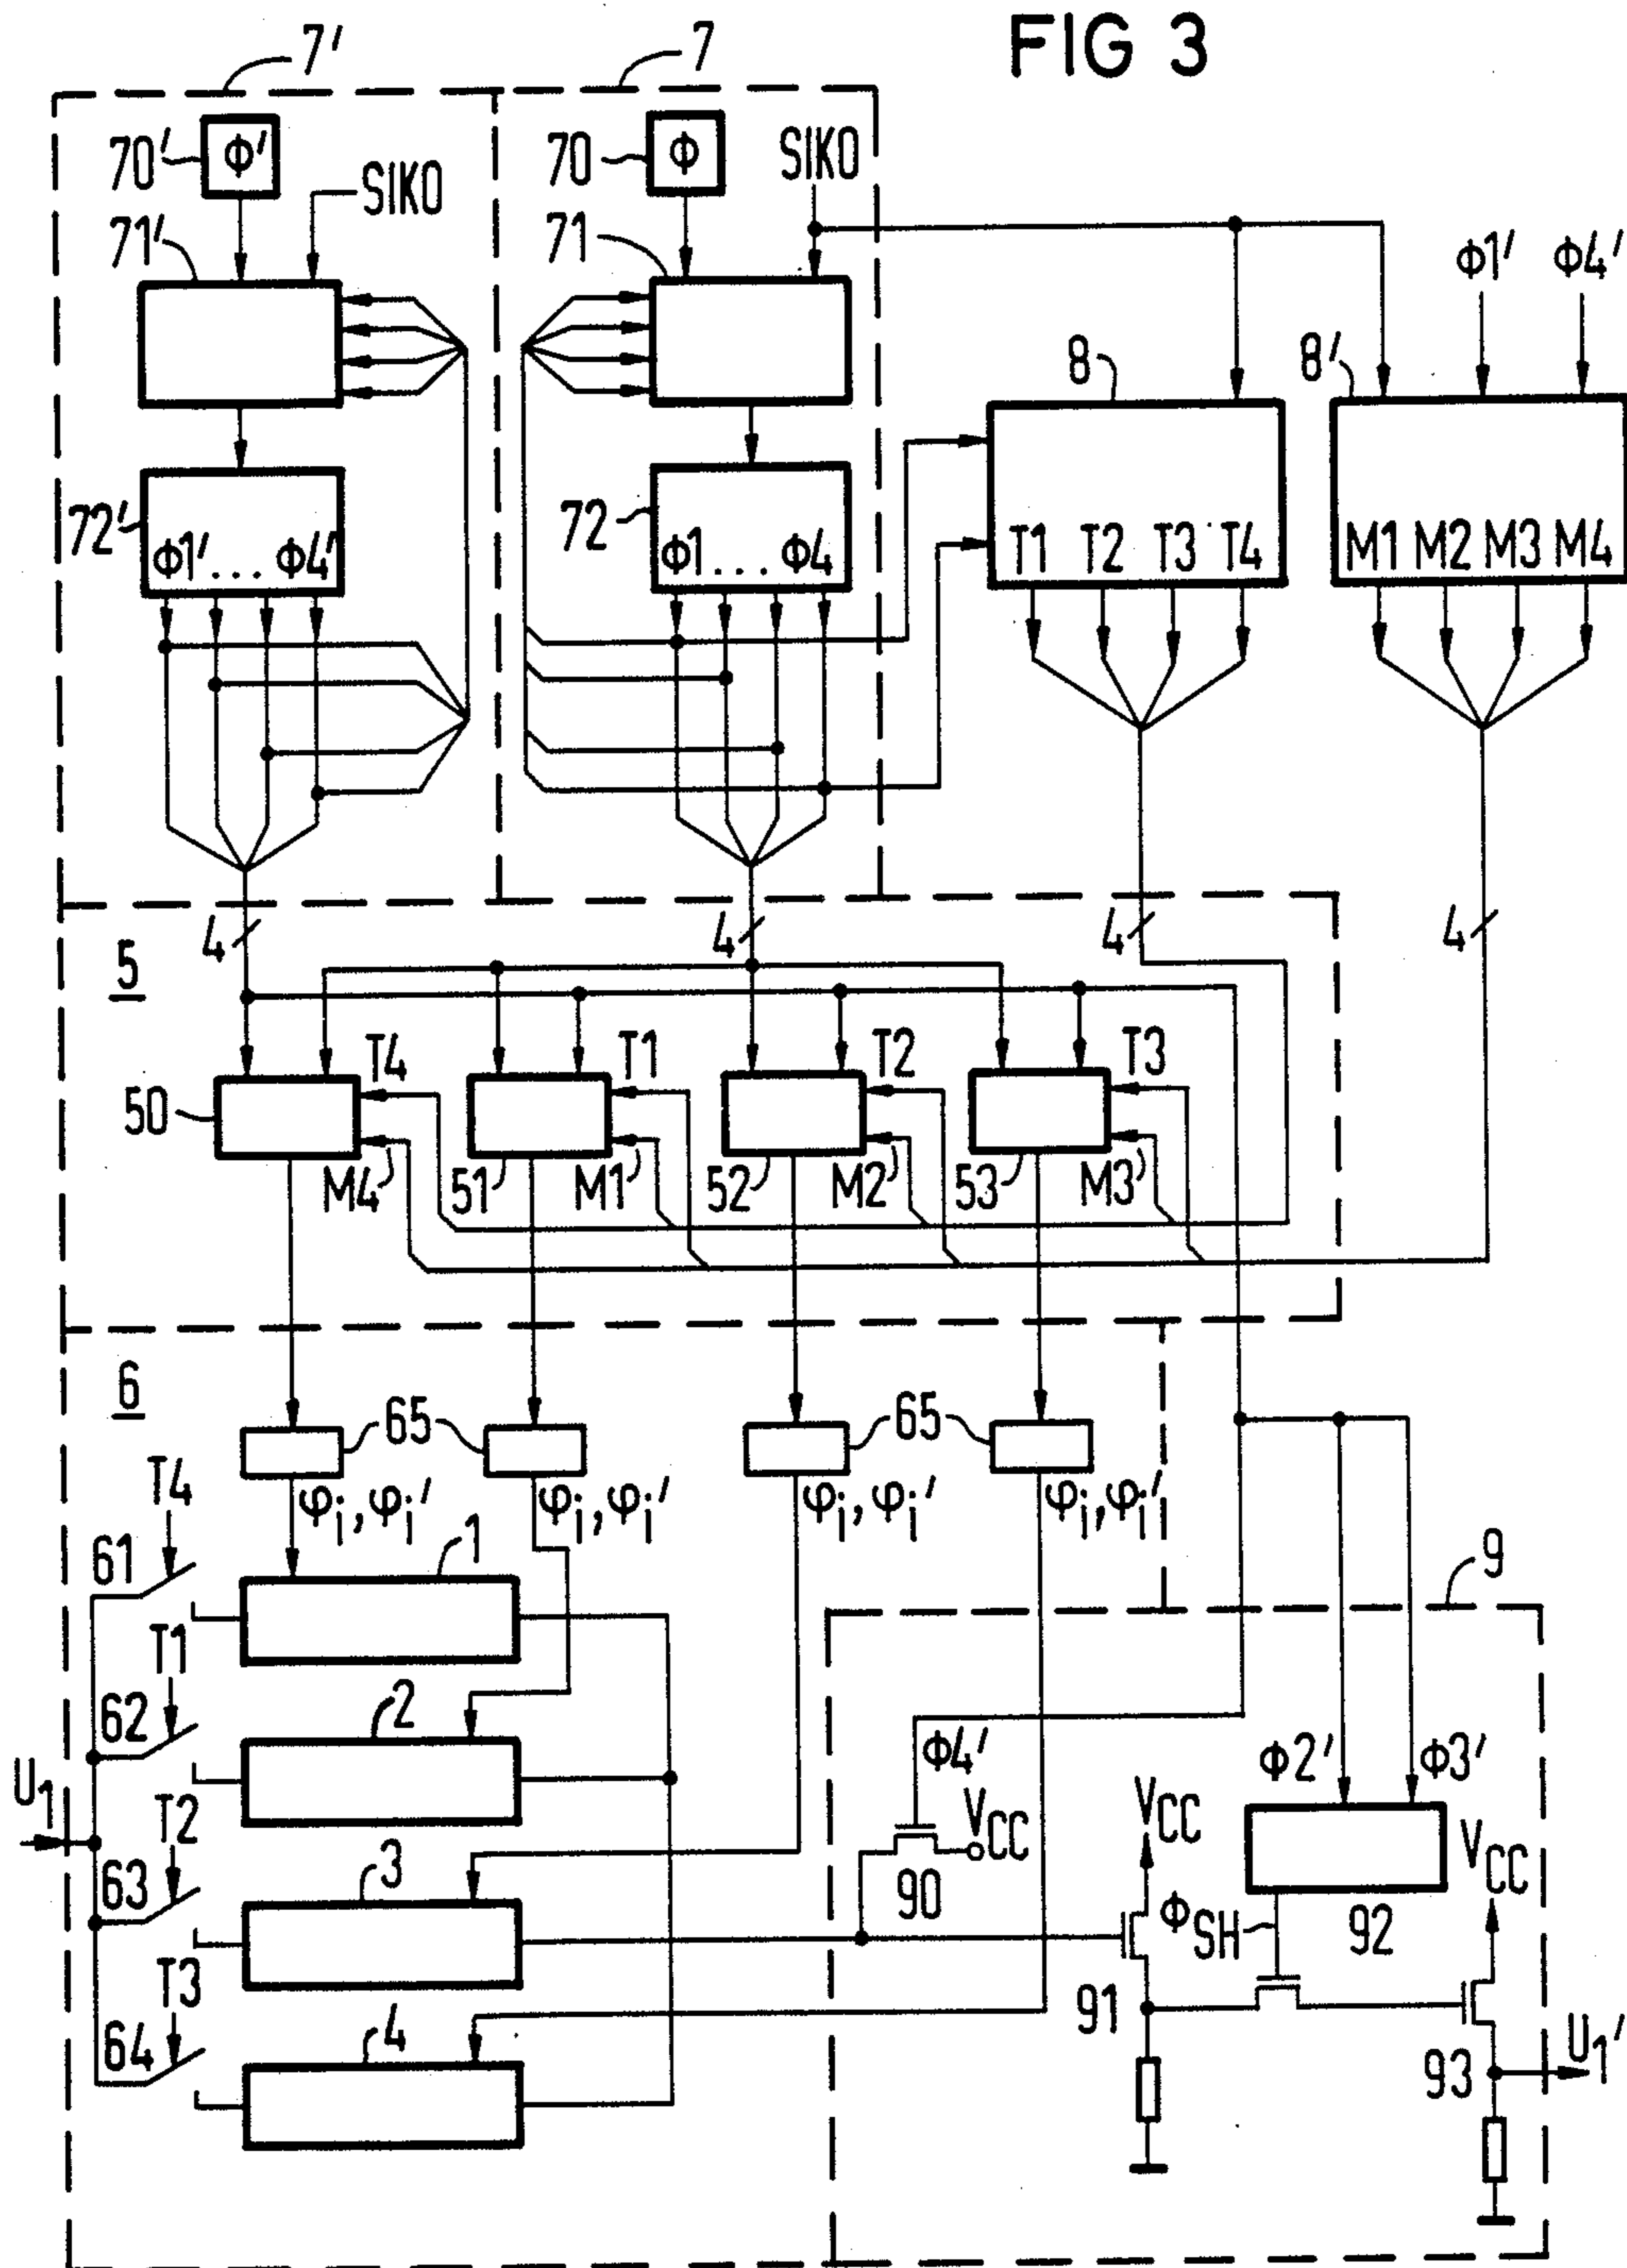 FIG 3
7' 7
70' Φ' SIKO 70 Φ SIKO
71' 71 Φ1' Φ4'
8 8'
72' Φ1' ... Φ4' 72 Φ1 ... Φ4 T1 T2 T3 T4 M1 M2 M3 M4
5 4 4 4 4
50 T4 T1 T2 T3
M4 51 M1 52 M2 53 M3
6
65 65
φi, φi' φi, φi' φi, φi' φi, φi'
T4
61 1 9
T1
62 2
U1 Φ4' Φ2' Φ3'
T2 VCC VCC VCC
63 3 90 ΦSH 92
T3 91
64 4 93 U1'